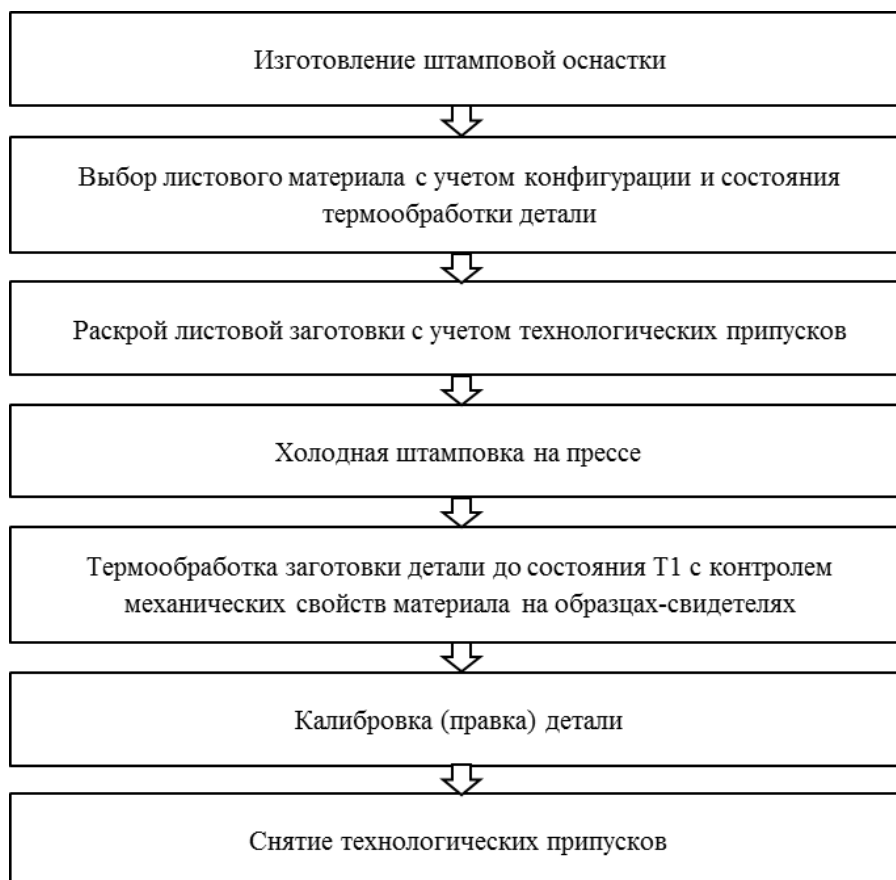 Изготовление штамповой оснастки
Выбор листового материала с учетом конфигурации и состояния
термообработки детали
Раскрой листовой заготовки с учетом технологических припусков
Холодная штамповка на прессе
Термообработка заготовки детали до состояния Т1 с контролем
механических свойств материала на образцах-свидетелях
Калибровка (правка) детали
Снятие технологических припусков